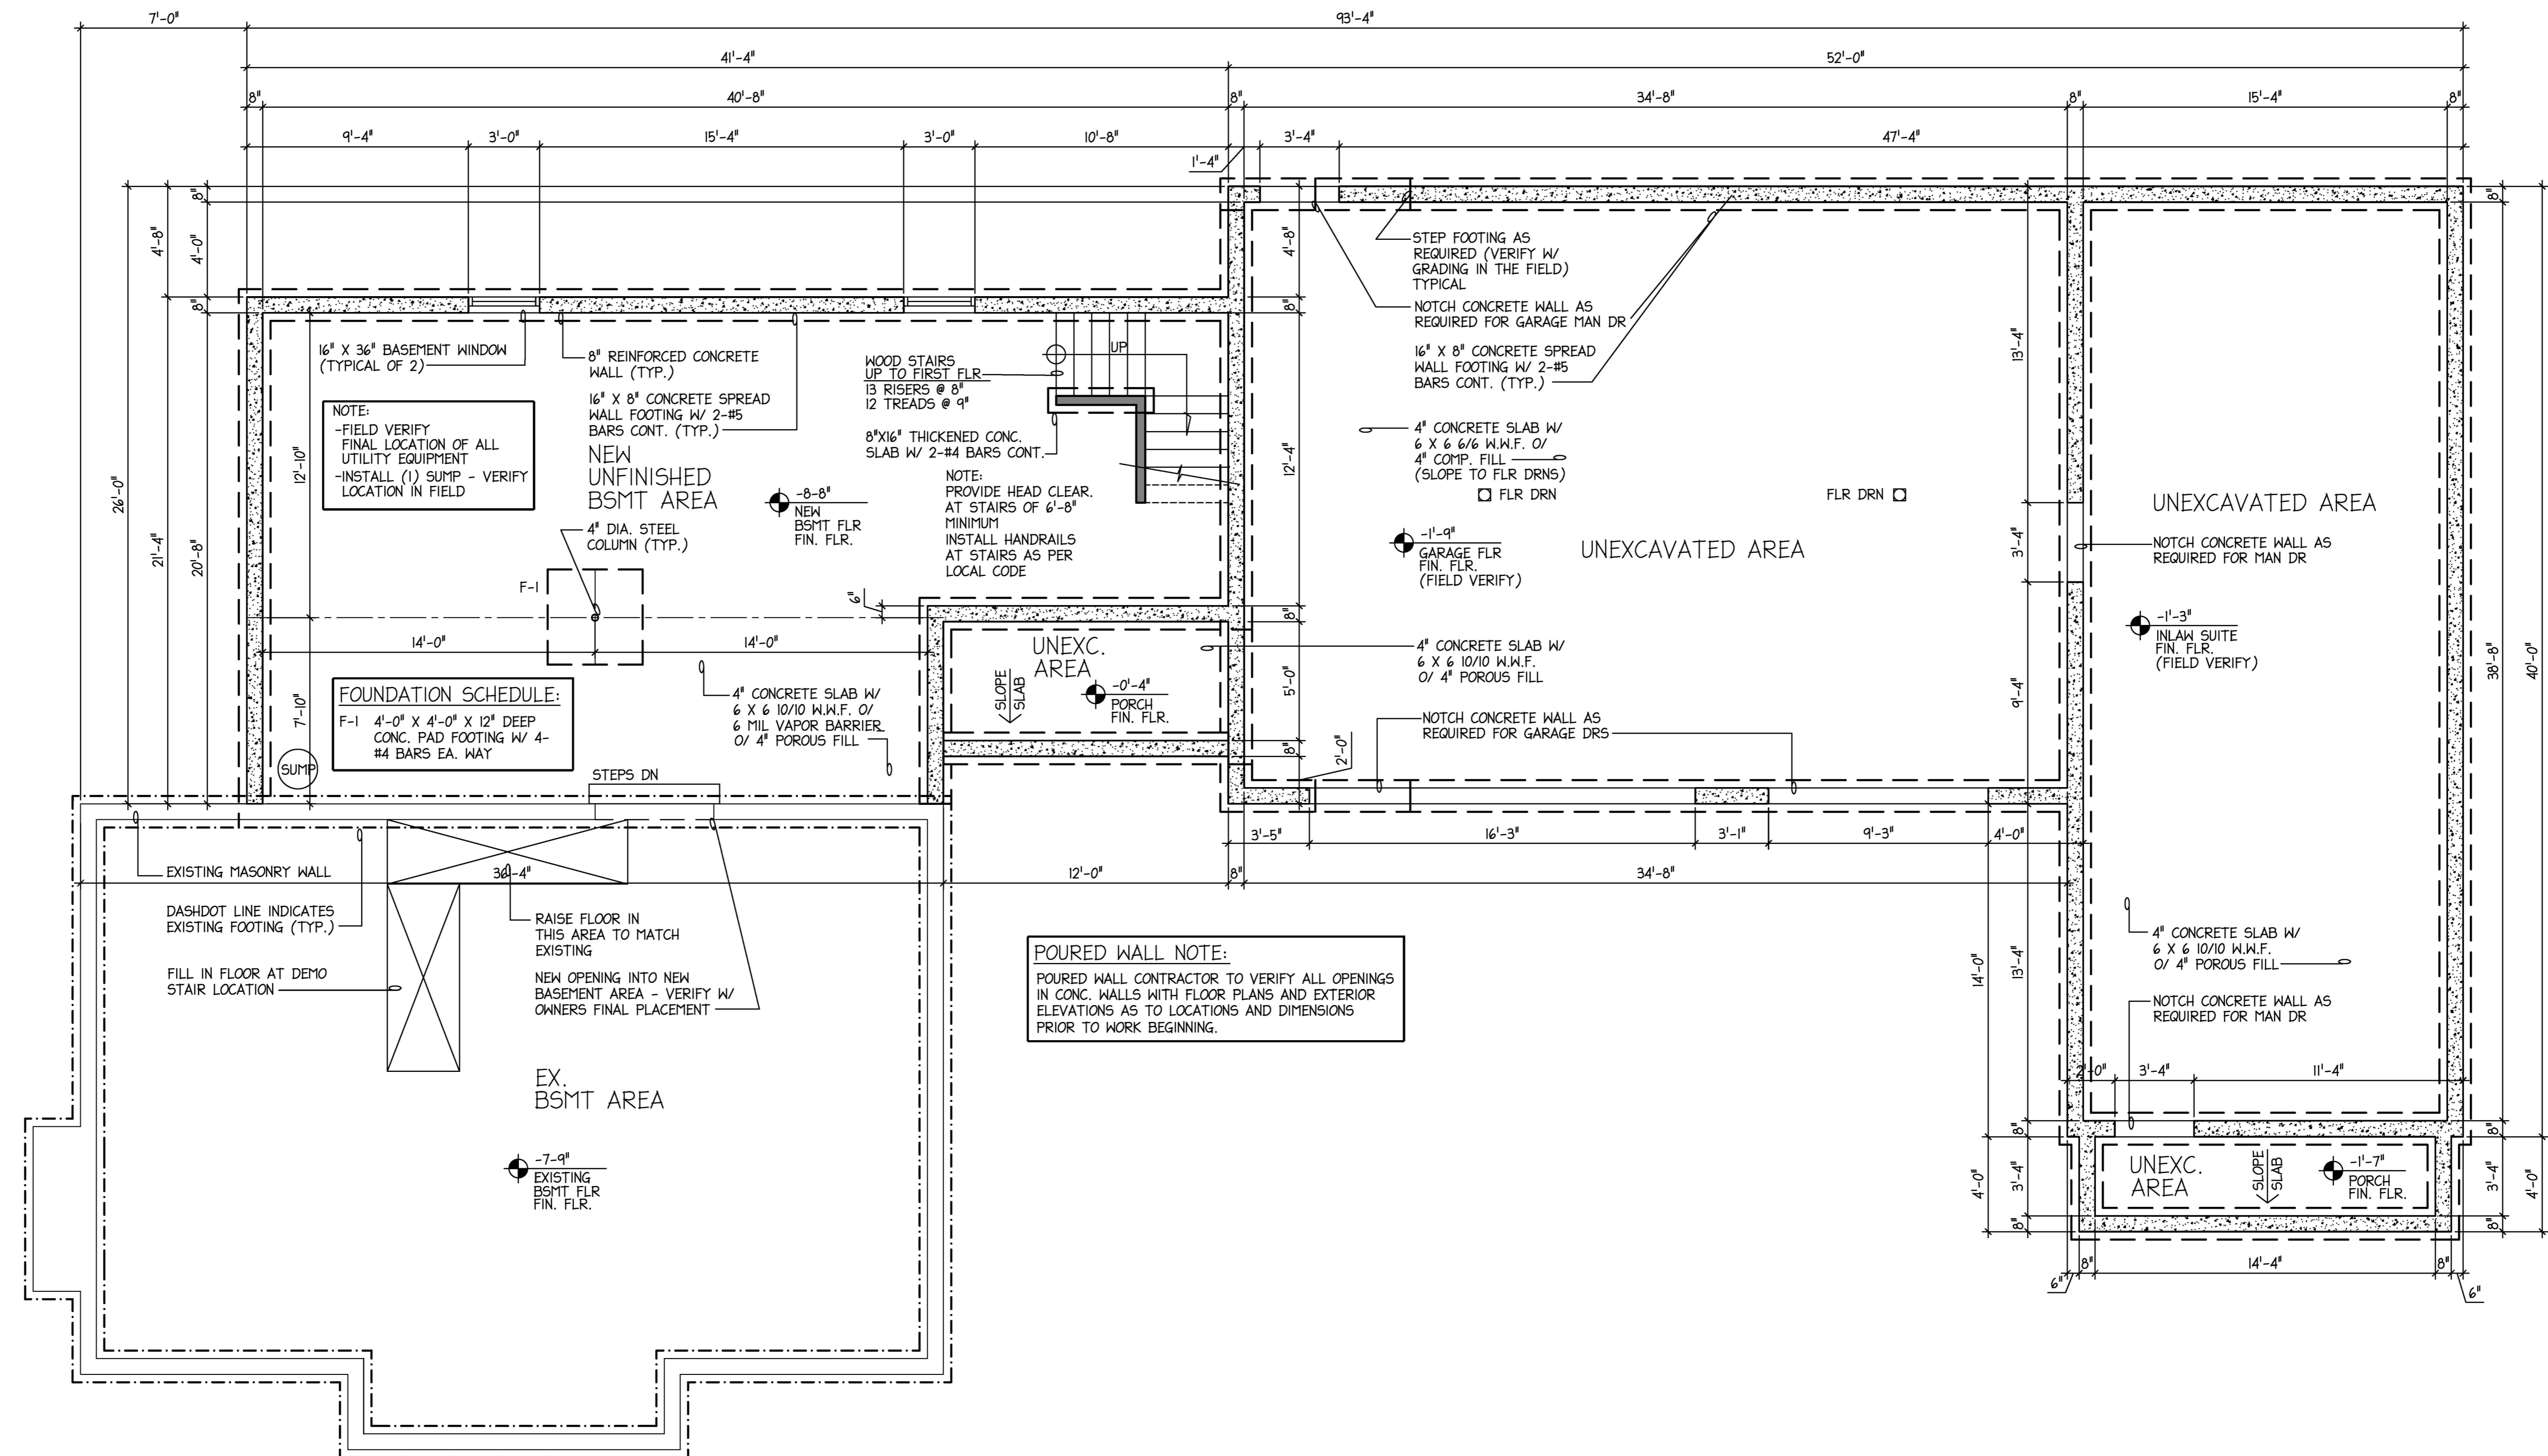 7'-0"
93'-4"
41'-4"
52'-0"
8"
40'-8"
8"
34'-8"
8"
15'-4"
8"
9'-4"
3'-0"
15'-4"
3'-0"
10'-8"
3'-4"
47'-4"
1'-4"
8"
4'-0"
8"
4'-8"
26'-0"
21'-4"
20'-8"
12'-10"
7'-10"
16" X 36" BASEMENT WINDOW
(TYPICAL OF 2)
8" REINFORCED CONCRETE
WALL (TYP.)
16" X 8" CONCRETE SPREAD
WALL FOOTING W/ 2-#5
BARS CONT. (TYP.)
NOTE:
-FIELD VERIFY
FINAL LOCATION OF ALL
UTILITY EQUIPMENT
-INSTALL (1) SUMP - VERIFY
LOCATION IN FIELD
NEW
UNFINISHED
BSMT AREA
-8-8"
NEW
BSMT FLR
FIN. FLR.
4" DIA. STEEL
COLUMN (TYP.)
F-1
14'-0"
14'-0"
6"
WOOD STAIRS
UP TO FIRST FLR
13 RISERS @ 8"
12 TREADS @ 9"
UP
8"X16" THICKENED CONC.
SLAB W/ 2-#4 BARS CONT.
NOTE:
PROVIDE HEAD CLEAR.
AT STAIRS OF 6'-8"
MINIMUM
INSTALL HANDRAILS
AT STAIRS AS PER
LOCAL CODE
FOUNDATION SCHEDULE:
F-1 4'-0" X 4'-0" X 12" DEEP
CONC. PAD FOOTING W/ 4-
#4 BARS EA. WAY
SUMP
STEPS DN
4" CONCRETE SLAB W/
6 X 6 10/10 W.W.F. O/
6 MIL VAPOR BARRIER
O/ 4" POROUS FILL
UNEXC.
AREA
SLOPE
SLAB
-0'-4"
PORCH
FIN. FLR.
4'-8"
8"
12'-4"
8"
5'-0"
8"
2'-0"
STEP FOOTING AS
REQUIRED (VERIFY W/
GRADING IN THE FIELD)
TYPICAL
NOTCH CONCRETE WALL AS
REQUIRED FOR GARAGE MAN DR
16" X 8" CONCRETE SPREAD
WALL FOOTING W/ 2-#5
BARS CONT. (TYP.)
4" CONCRETE SLAB W/
6 X 6 6/6 W.W.F. O/
4" COMP. FILL
(SLOPE TO FLR DRNS)
FLR DRN
FLR DRN
-1'-9"
GARAGE FLR
FIN. FLR.
(FIELD VERIFY)
UNEXCAVATED AREA
4" CONCRETE SLAB W/
6 X 6 10/10 W.W.F.
O/ 4" POROUS FILL
NOTCH CONCRETE WALL AS
REQUIRED FOR GARAGE DRS
13'-4"
3'-4"
9'-4"
UNEXCAVATED AREA
NOTCH CONCRETE WALL AS
REQUIRED FOR MAN DR
-1'-3"
INLAW SUITE
FIN. FLR.
(FIELD VERIFY)
8"
38'-8"
40'-0"
3'-5"
16'-3"
3'-1"
9'-3"
4'-0"
36'-4"
12'-0"
8"
34'-8"
EXISTING MASONRY WALL
DASHDOT LINE INDICATES
EXISTING FOOTING (TYP.)
FILL IN FLOOR AT DEMO
STAIR LOCATION
RAISE FLOOR IN
THIS AREA TO MATCH
EXISTING
NEW OPENING INTO NEW
BASEMENT AREA - VERIFY W/
OWNERS FINAL PLACEMENT
EX.
BSMT AREA
-7-9"
EXISTING
BSMT FLR
FIN. FLR.
POURED WALL NOTE:
POURED WALL CONTRACTOR TO VERIFY ALL OPENINGS
IN CONC. WALLS WITH FLOOR PLANS AND EXTERIOR
ELEVATIONS AS TO LOCATIONS AND DIMENSIONS
PRIOR TO WORK BEGINNING.
14'-0"
13'-4"
4" CONCRETE SLAB W/
6 X 6 10/10 W.W.F.
O/ 4" POROUS FILL
NOTCH CONCRETE WALL AS
REQUIRED FOR MAN DR
2'-0"
3'-4"
11'-4"
8"
8"
4'-0"
3'-4"
8"
UNEXC.
AREA
SLOPE
SLAB
-1'-7"
PORCH
FIN. FLR.
3'-4"
4'-0"
8"
6"
8"
14'-4"
8"
6"